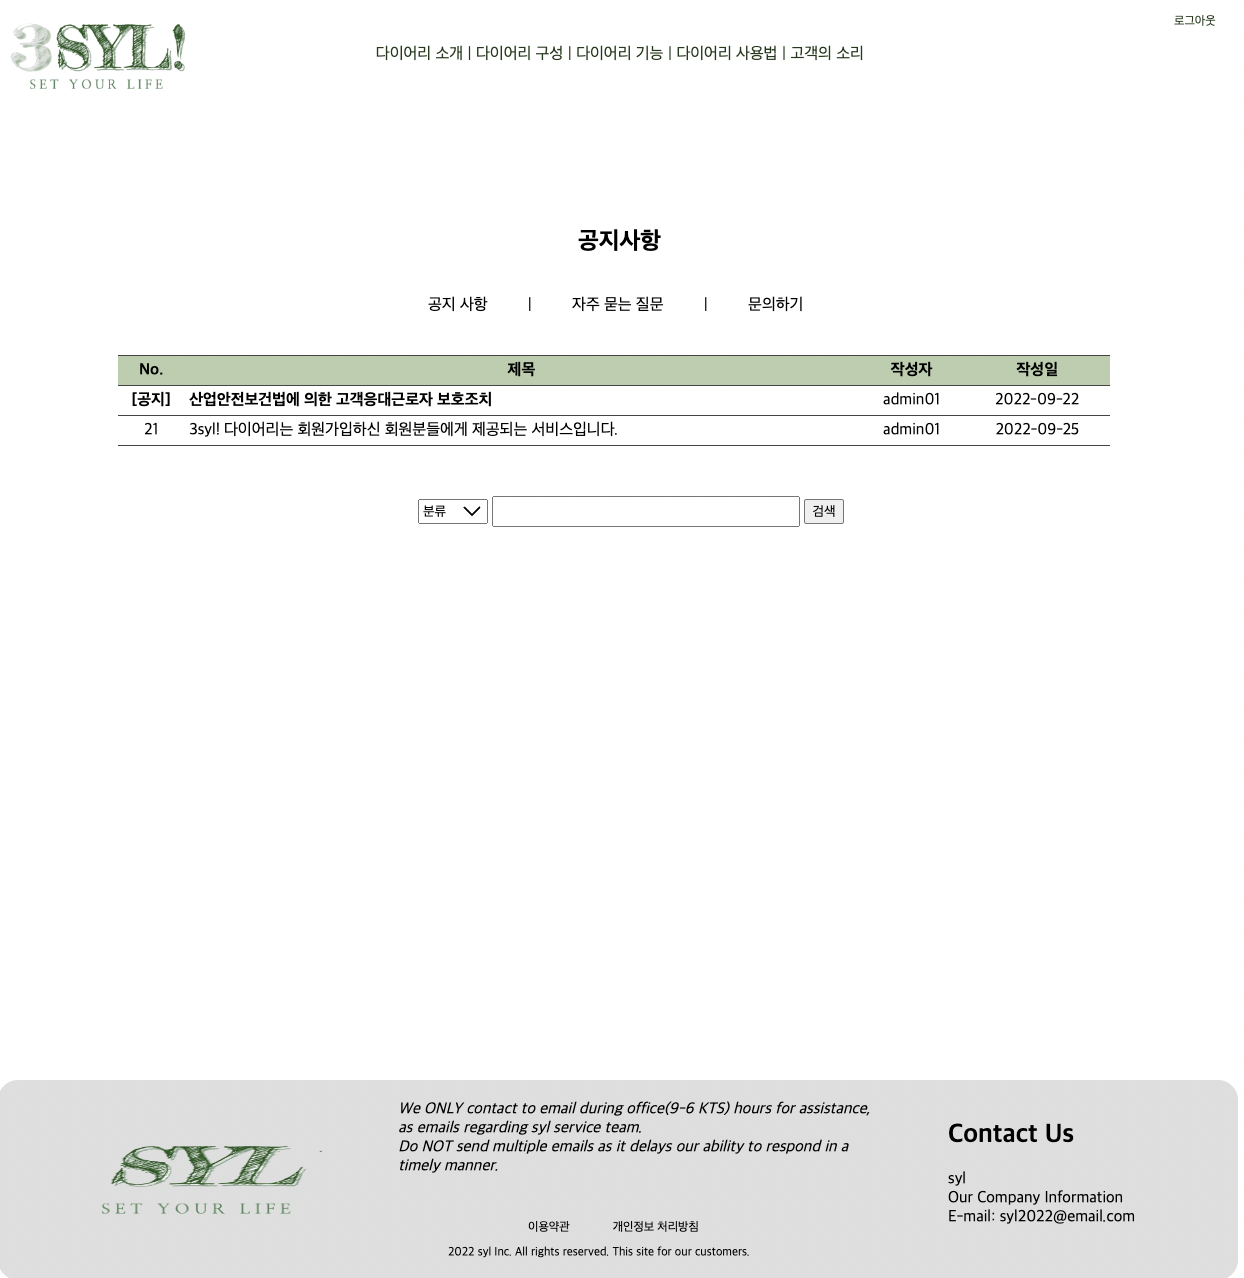 3SYL!
SET YOUR LIFE
로그아웃
다이어리 소개 | 다이어리 구성 | 다이어리 기능 | 다이어리 사용법 | 고객의 소리
공지사항
공지 사항 | 자주 묻는 질문 | 문의하기
No. 제목 작성자 작성일
[공지] 산업안전보건법에 의한 고객응대근로자 보호조치 admin01 2022-09-22
21 3syl! 다이어리는 회원가입하신 회원분들에게 제공되는 서비스입니다. admin01 2022-09-25
분류 검색
SYL
SET YOUR LIFE
We ONLY contact to email during office(9-6 KTS) hours for assistance,
as emails regarding syl service team.
Do NOT send multiple emails as it delays our ability to respond in a
timely manner.
이용약관 개인정보 처리방침
2022 syl Inc. All rights reserved. This site for our customers.
Contact Us
syl
Our Company Information
E-mail: syl2022@email.com